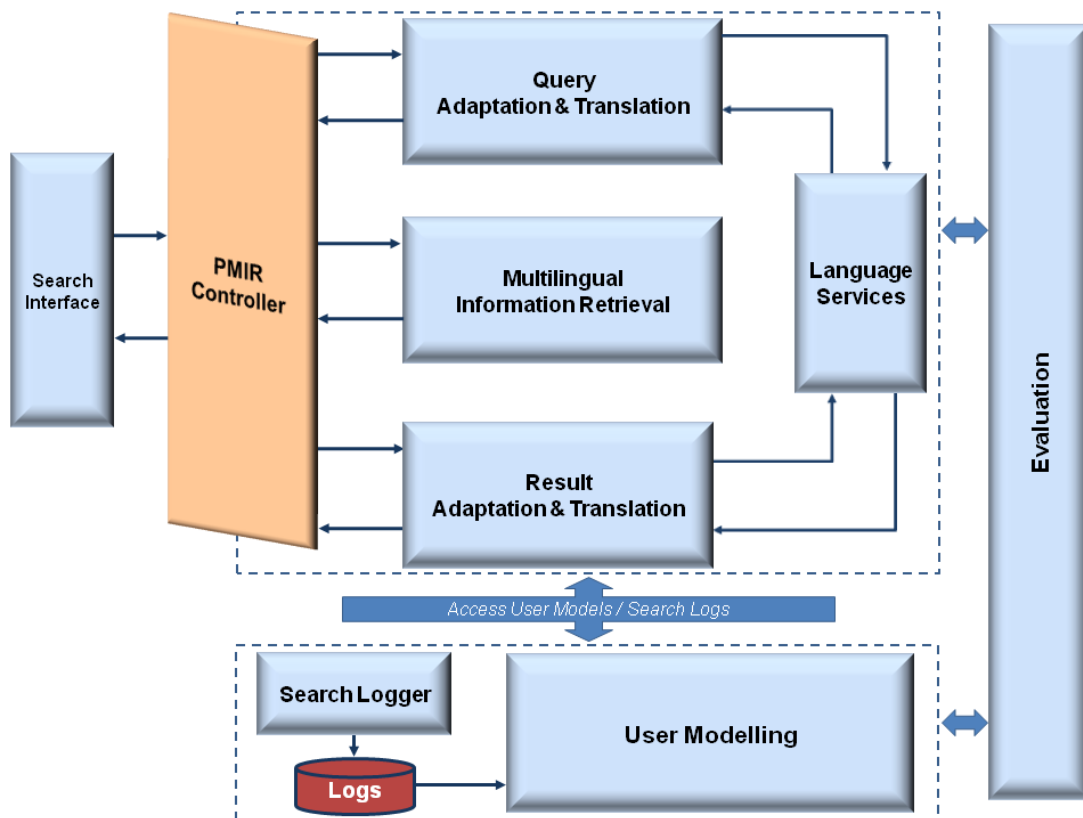 Query
Adaptation & Translation
Search
Interface
PMIR
Controller
Multilingual
Information Retrieval
Language
Services
Evaluation
Result
Adaptation & Translation
Access User Models / Search Logs
Search Logger
User Modelling
Logs